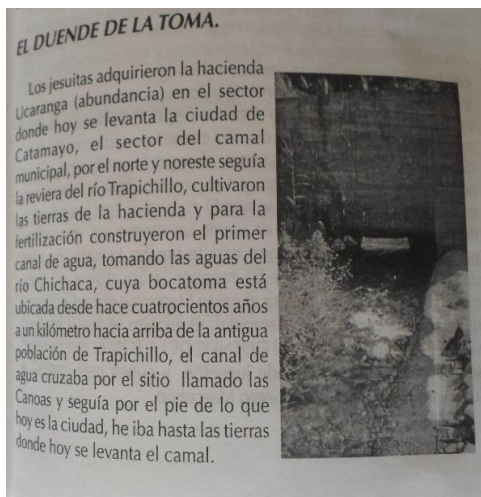 EL DUENDE DE LA TOMA.
Los jesuitas adquirieron la hacienda
Ucaranga (abundancia) en el sector
donde hoy se levanta la ciudad de
Catamayo, el sector del camal
municipal, por el norte y noreste seguía
la reviera del río Trapichillo, cultivaron
las tierras de la hacienda y para la
fertilización construyeron el primer
canal de agua, tomando las aguas del
río Chichaca, cuya bocatoma está
ubicada desde hace cuatrocientos años
a un kilómetro hacia arriba de la antigua
población de Trapichillo, el canal de
agua cruzaba por el sitio llamado las
Canoas y seguía por el pie de lo que
hoy es la ciudad, he iba hasta las tierras
donde hoy se levanta el camal.